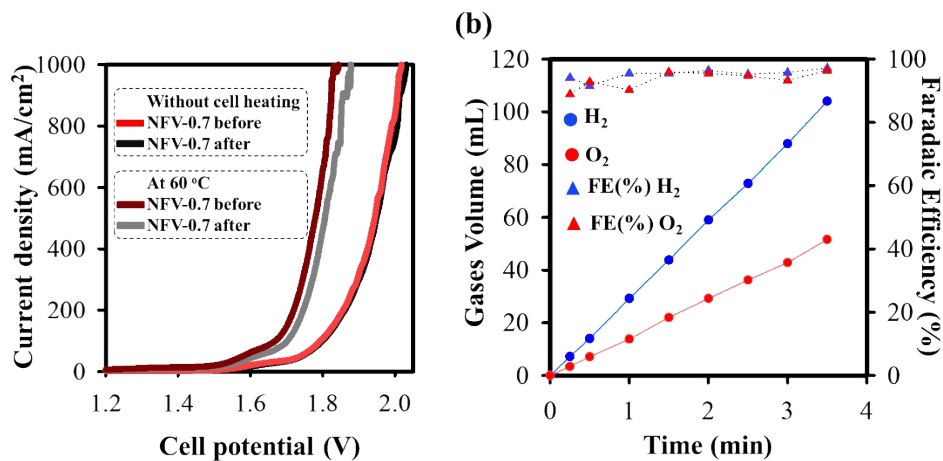 (b)
Current density (mA/cm²)
1000
800
600
400
200
0
Without cell heating
NFV-0.7 before
NFV-0.7 after
At 60 °C
NFV-0.7 before
NFV-0.7 after
1.2
1.4
1.6
1.8
2.0
Cell potential (V)
Gases Volume (mL)
120
100
80
60
40
20
0
H₂
O₂
FE(%) H₂
FE(%) O₂
100
80
60
40
20
0
Faradaic Efficiency (%)
0
1
2
3
4
Time (min)